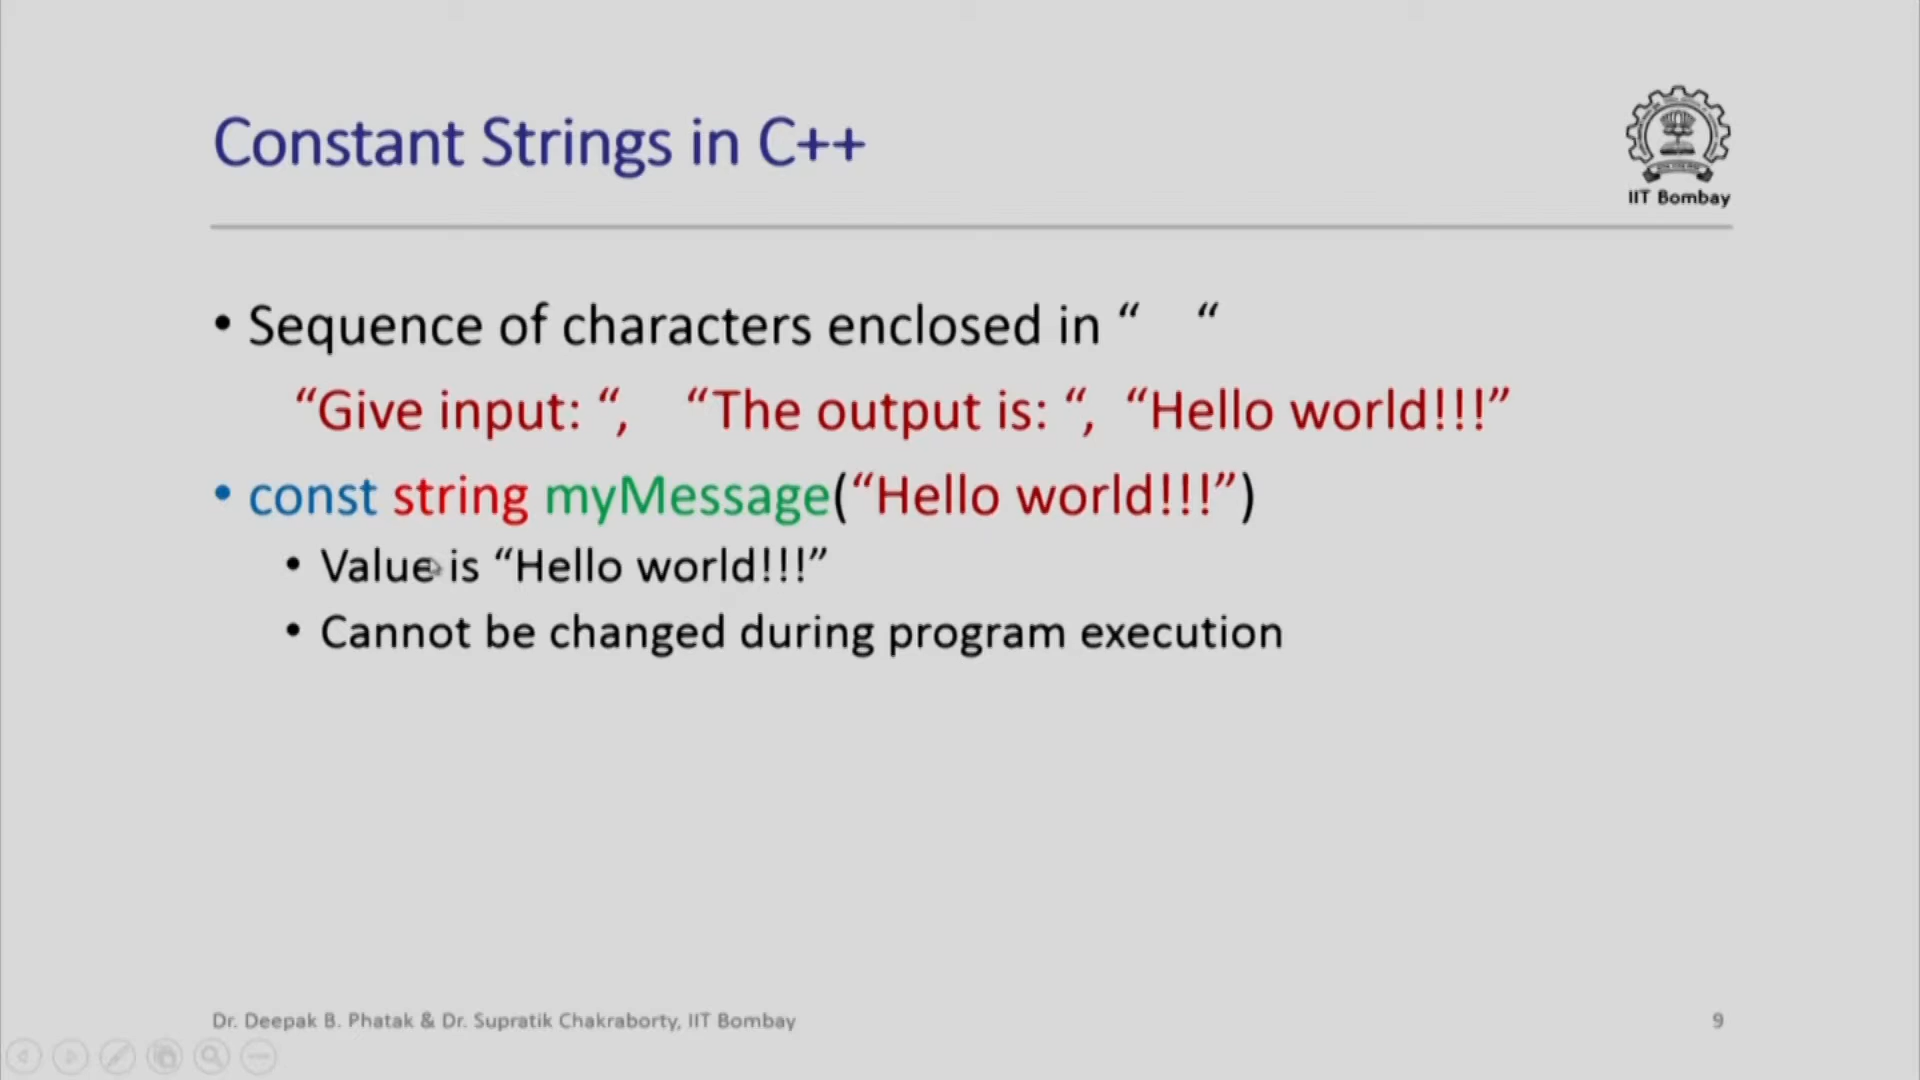 Constant Strings in C++
IIT Bombay
• Sequence of characters enclosed in “    “
“Give input: “,    “The output is: “,  “Hello world!!!”
• const string myMessage(“Hello world!!!”)
• Value is “Hello world!!!”
• Cannot be changed during program execution
Dr. Deepak B. Phatak & Dr. Supratik Chakraborty, IIT Bombay
9